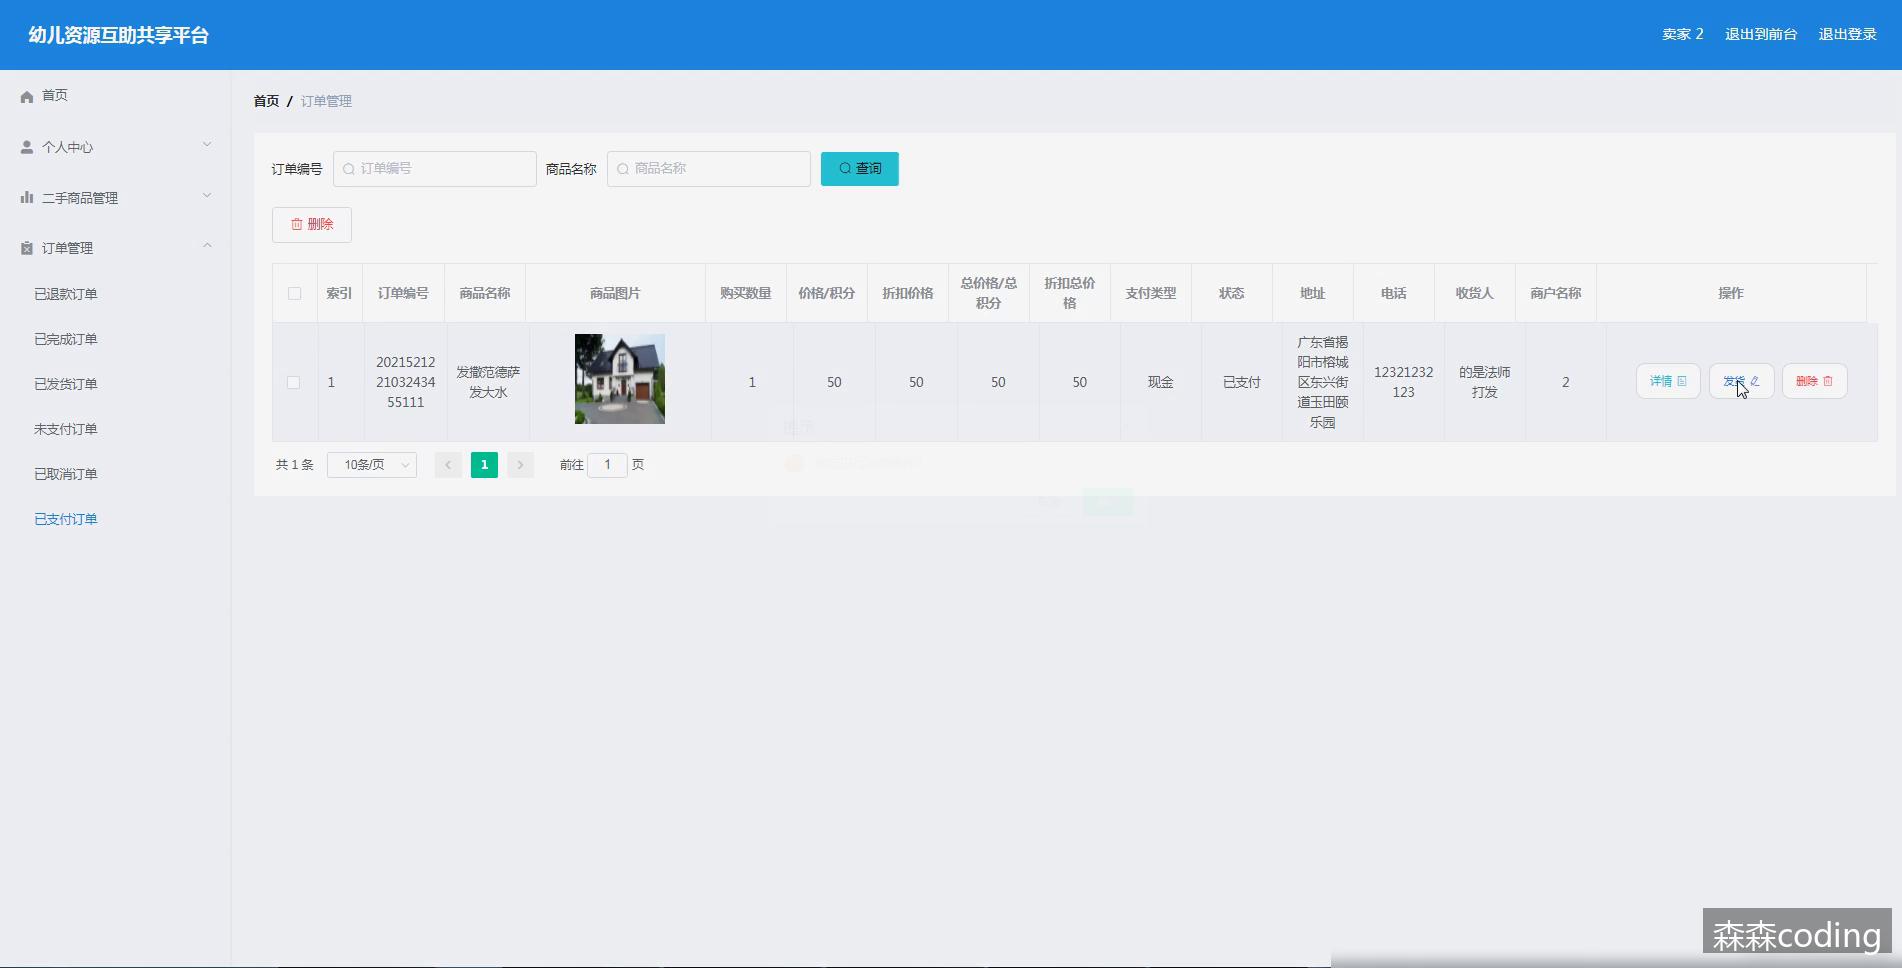 幼儿资源互助共享平台
卖家 2 退出到前台 退出登录
首页
个人中心
二手商品管理
订单管理
已退款订单
已完成订单
已发货订单
未支付订单
已取消订单
已支付订单
首页 / 订单管理
订单编号 订单编号 商品名称 商品名称 查询
删除
索引 订单编号 商品名称 商品图片 购买数量 价格/积分 折扣价格 总价格/总积分 折扣总价格 支付类型 状态 地址 电话 收货人 商户名称 操作
1
20215212
21032434
55111
发撒范德萨
发大水
1 50 50 50 50 现金 已支付
广东省揭
阳市榕城
区东兴街
道玉田颐
乐园
12321232
123
的是法师
打发
2
详情 发货 删除
共 1 条 10条/页 1 前往 1 页
森森coding